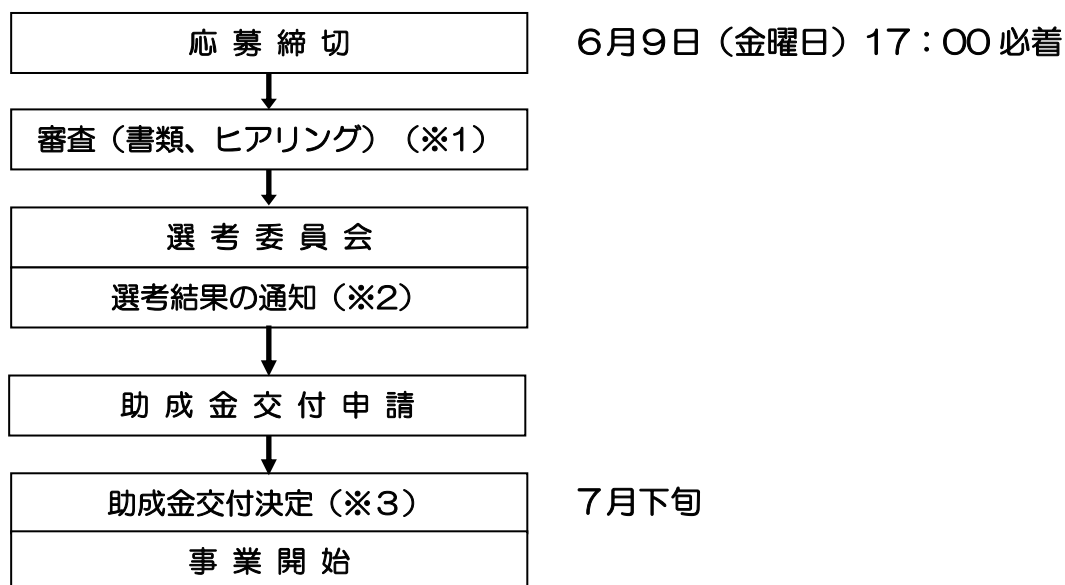 応募締切
6月9日（金曜日）17：00必着
審査（書類、ヒアリング）（※1）
選考委員会
選考結果の通知（※2）
助成金交付申請
助成金交付決定（※3）
7月下旬
事業開始